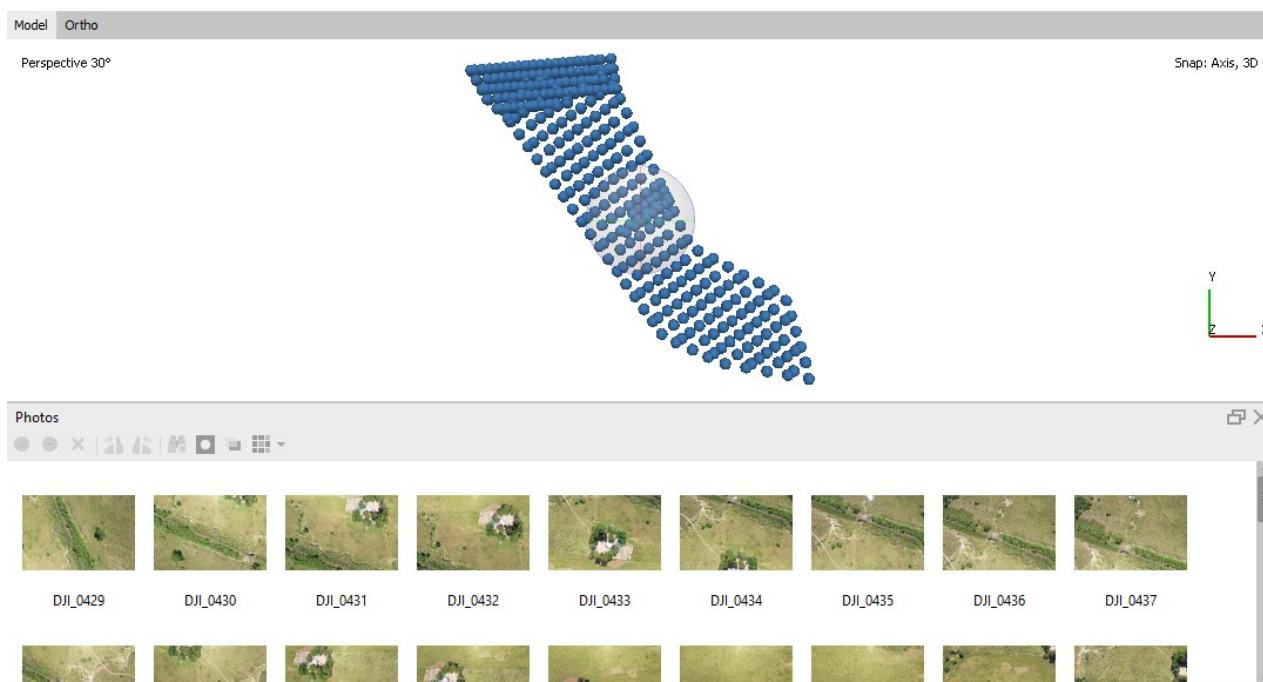 Model Ortho
Perspective 30°
Snap: Axis, 3D
Y
Z
Photos
DJI_0429 DJI_0430 DJI_0431 DJI_0432 DJI_0433 DJI_0434 DJI_0435 DJI_0436 DJI_0437